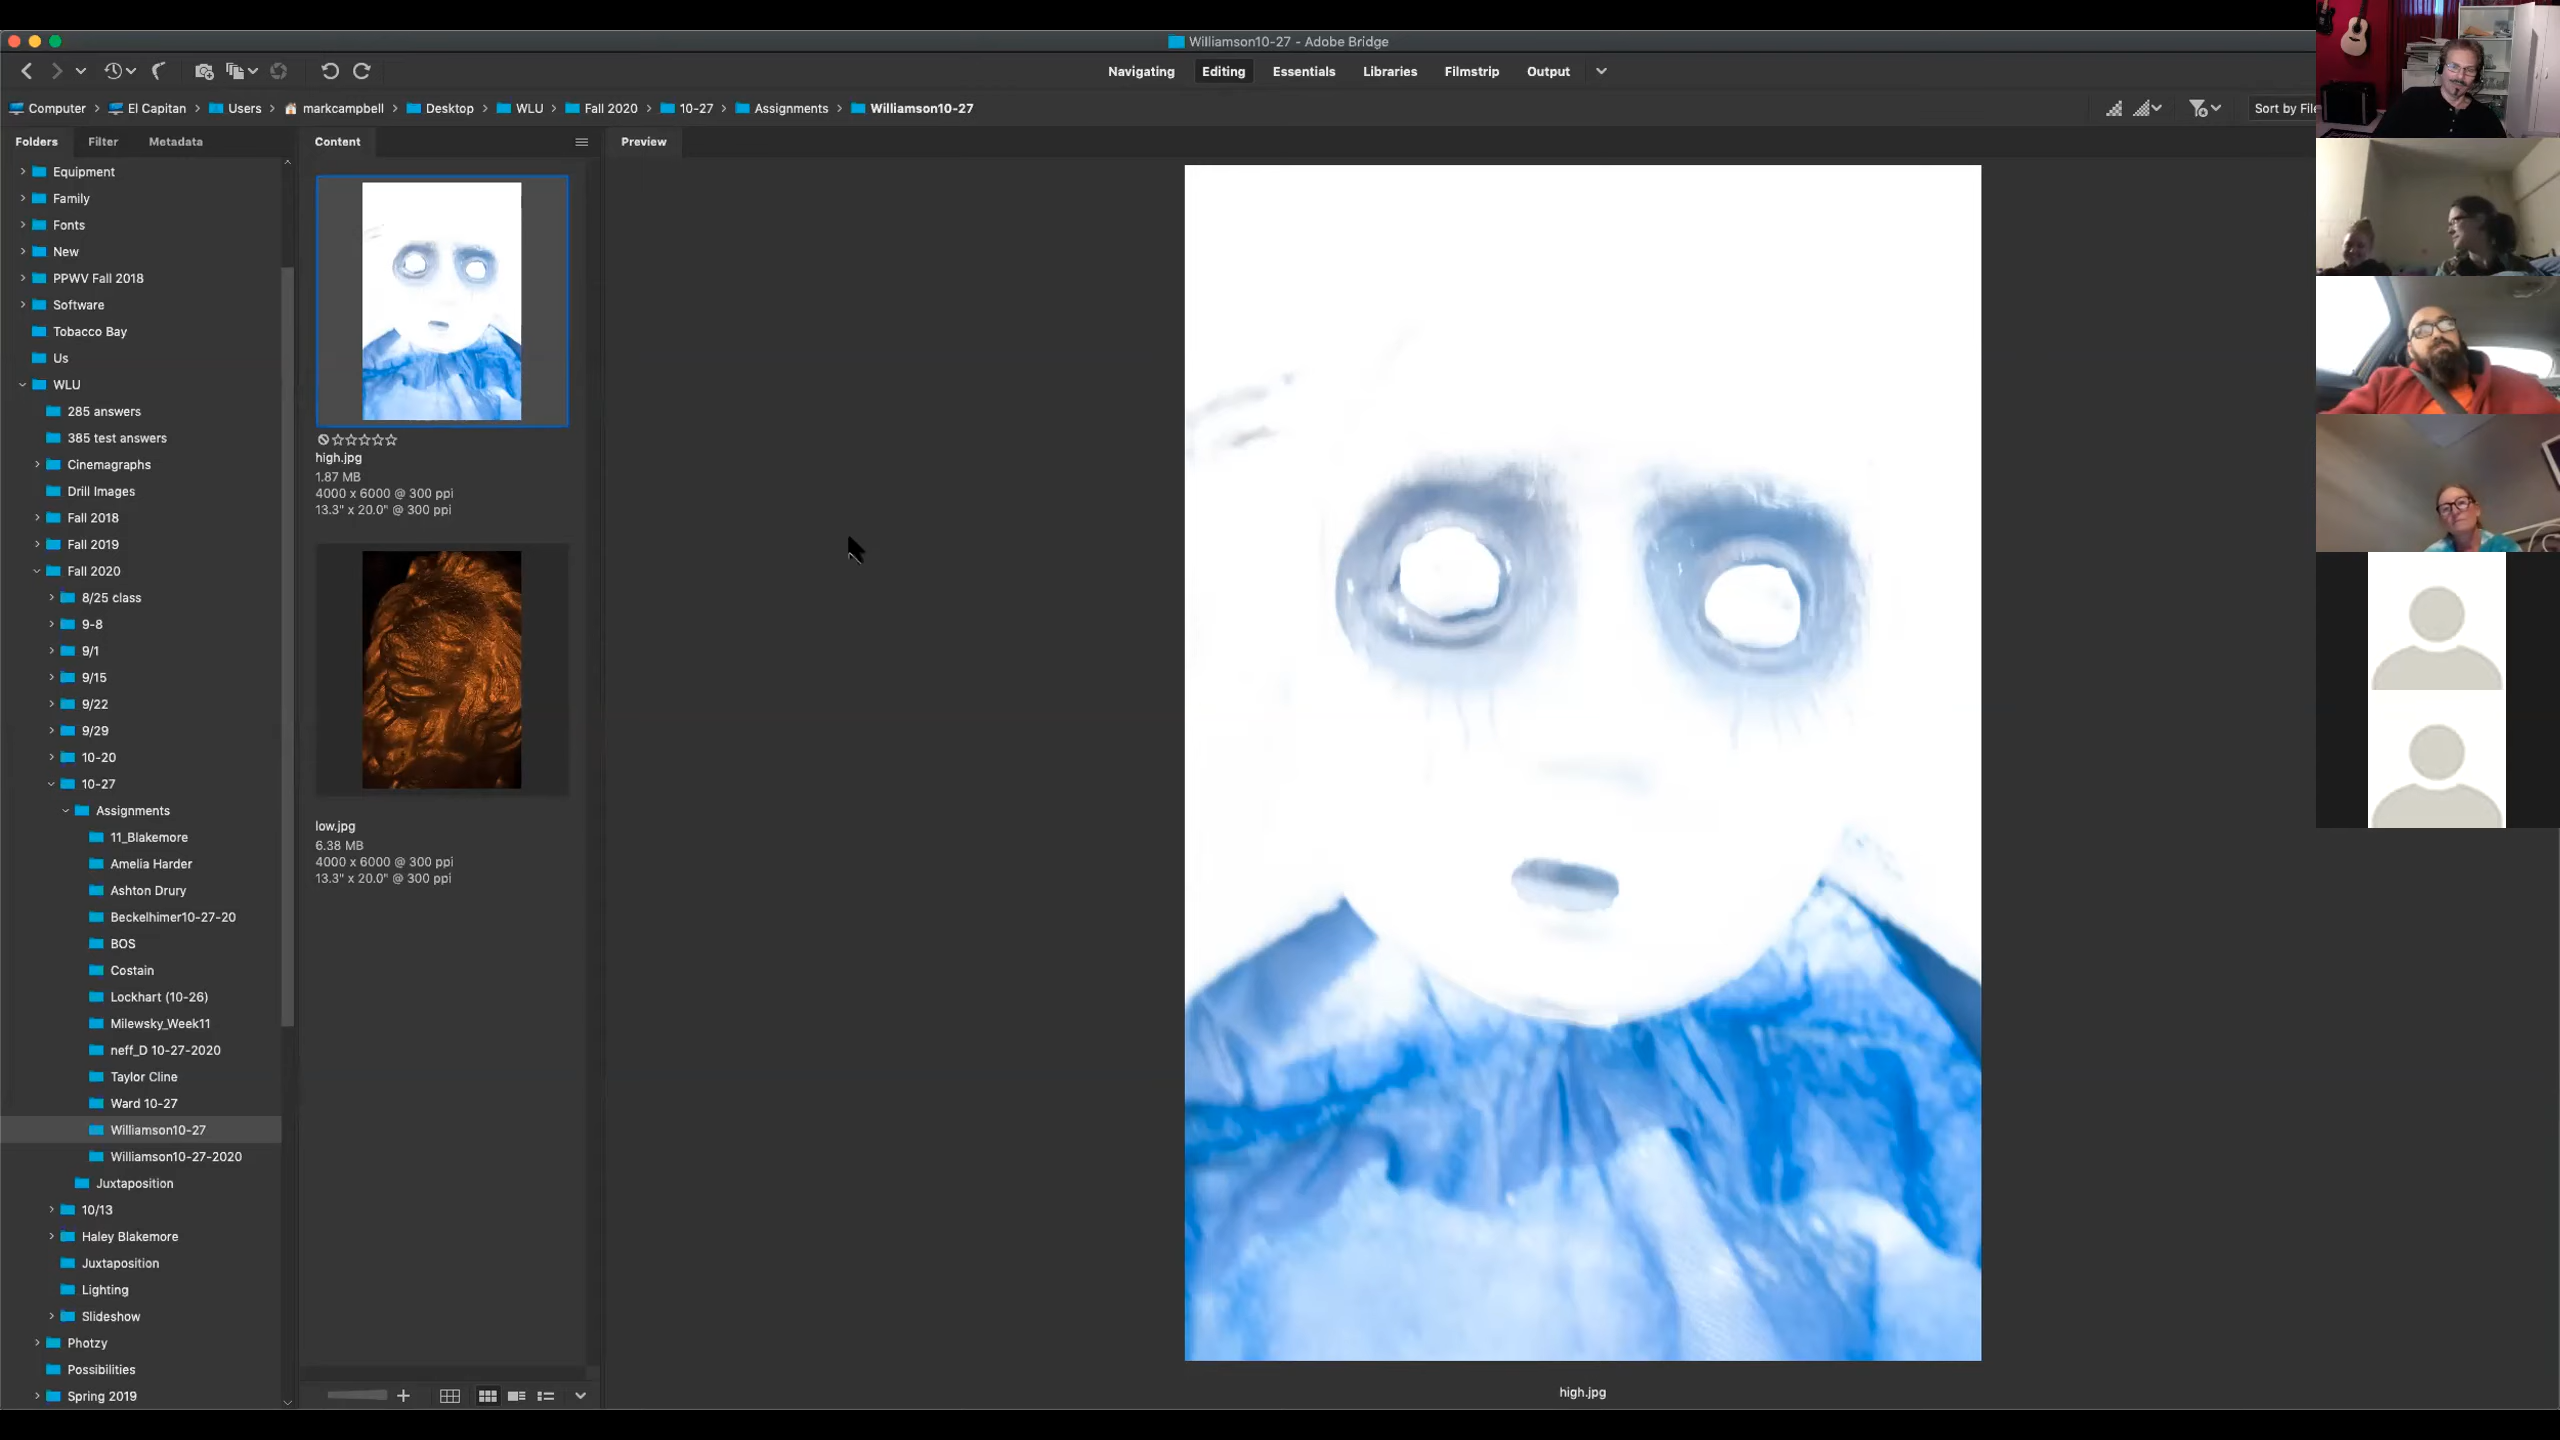 Williamson10-27 - Adobe Bridge
Navigating Editing Essentials Libraries Filmstrip Output
Computer El Capitan Users markcampbell Desktop WLU Fall 2020 10-27 Assignments Williamson10-27
Sort by File
Folders Filter Metadata
Equipment
Family
Fonts
New
PPWV Fall 2018
Software
Tobacco Bay
Us
WLU
285 answers
385 test answers
Cinemagraphs
Drill Images
Fall 2018
Fall 2019
Fall 2020
8/25 class
9-8
9/1
9/15
9/22
9/29
10-20
10-27
Assignments
11_Blakemore
Amelia Harder
Ashton Drury
Beckelhimer10-27-20
BOS
Costain
Lockhart (10-26)
Milewsky_Week11
neff_D 10-27-2020
Taylor Cline
Ward 10-27
Williamson10-27
Williamson10-27-2020
Juxtaposition
10/13
Haley Blakemore
Juxtaposition
Lighting
Slideshow
Photzy
Possibilities
Spring 2019
Content
high.jpg
1.87 MB
4000 x 6000 @ 300 ppi
13.3" x 20.0" @ 300 ppi
low.jpg
6.38 MB
4000 x 6000 @ 300 ppi
13.3" x 20.0" @ 300 ppi
Preview
high.jpg